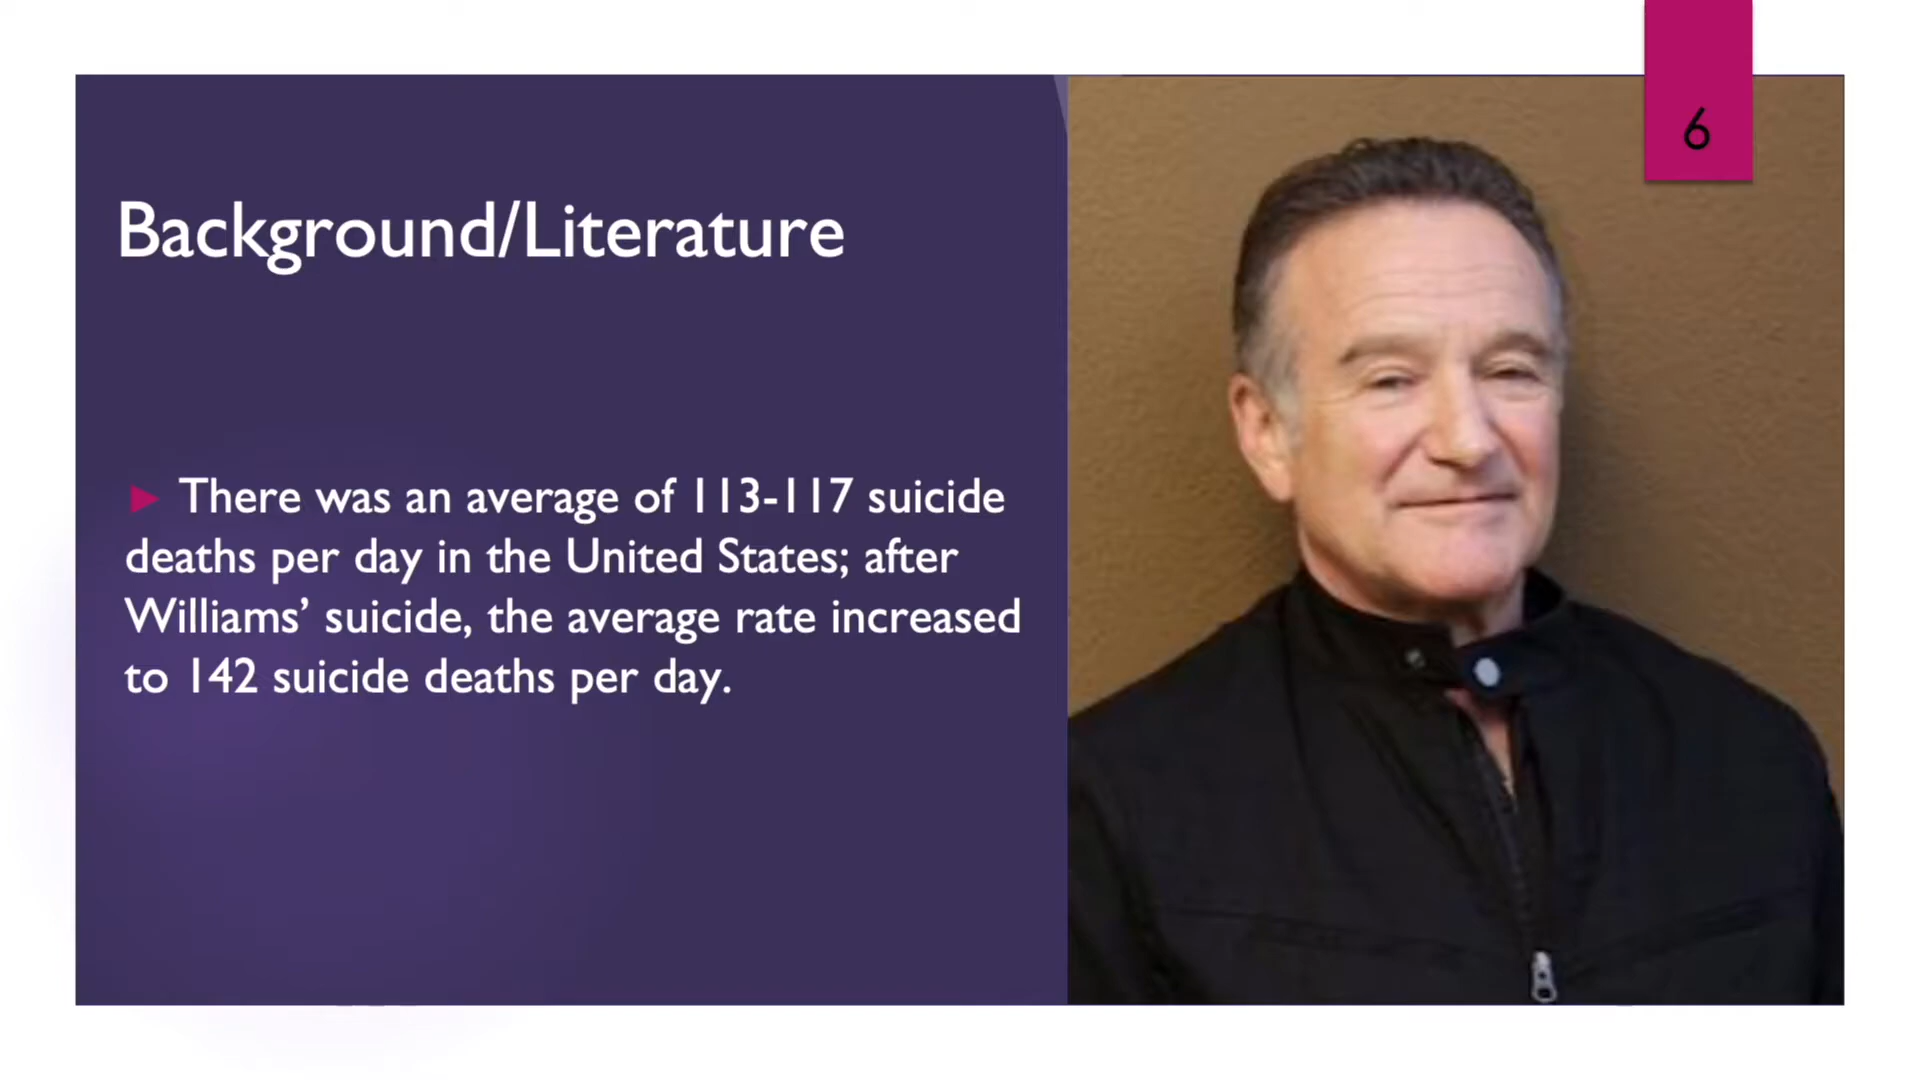 6
Background/Literature
► There was an average of 113-117 suicide
deaths per day in the United States; after
Williams’ suicide, the average rate increased
to 142 suicide deaths per day.